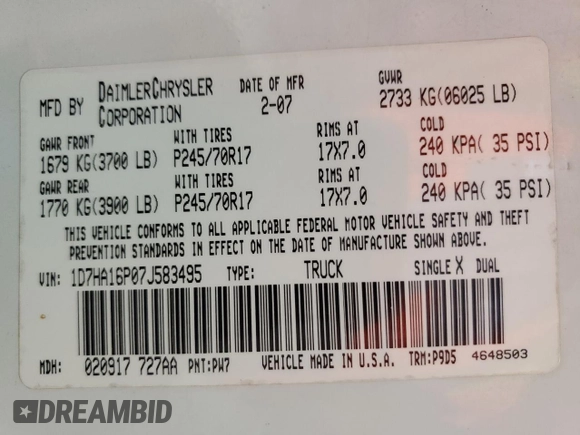 MFD BY DAIMLERCHRYSLER CORPORATION DATE OF MFR 2-07 GVWR 2733 KG(06025 LB)
GAWR FRONT WITH TIRES RIMS AT COLD
1679 KG(3700 LB) P245/70R17 17X7.0 240 KPA( 35 PSI)
GAWR REAR WITH TIRES RIMS AT COLD
1770 KG(3900 LB) P245/70R17 17X7.0 240 KPA( 35 PSI)
THIS VEHICLE CONFORMS TO ALL APPLICABLE FEDERAL MOTOR VEHICLE SAFETY AND THEFT
PREVENTION STANDARDS IN EFFECT ON THE DATE OF MANUFACTURE SHOWN ABOVE.
VIN: 1D7HA16P07J583495 TYPE: TRUCK SINGLE X DUAL
MDH: 020917 727AA PNT:PW7 VEHICLE MADE IN U.S.A. TRM:P9D5 4648503
DREAMBID